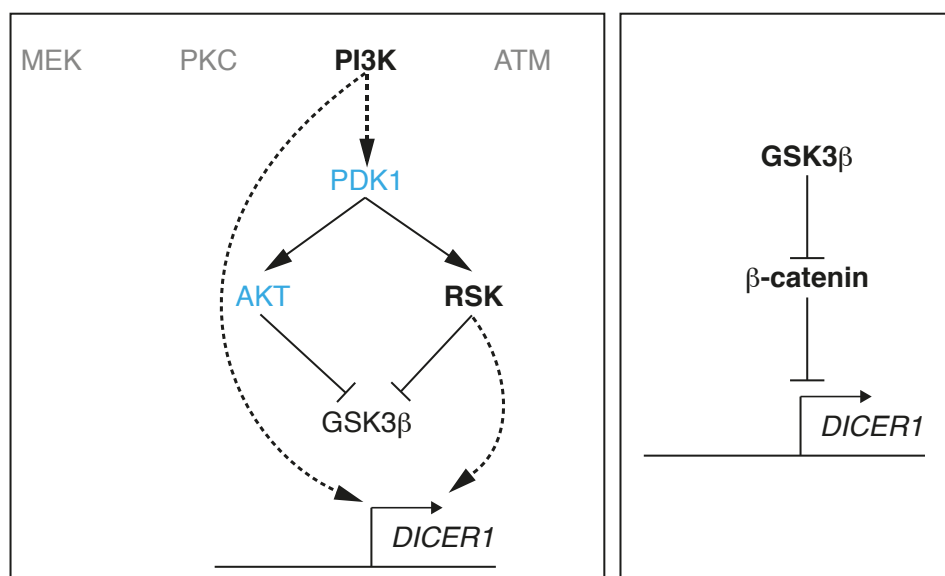 MEK PKC PI3K ATM
PDK1
AKT RSK
GSK3β
DICER1
GSK3β
β-catenin
DICER1